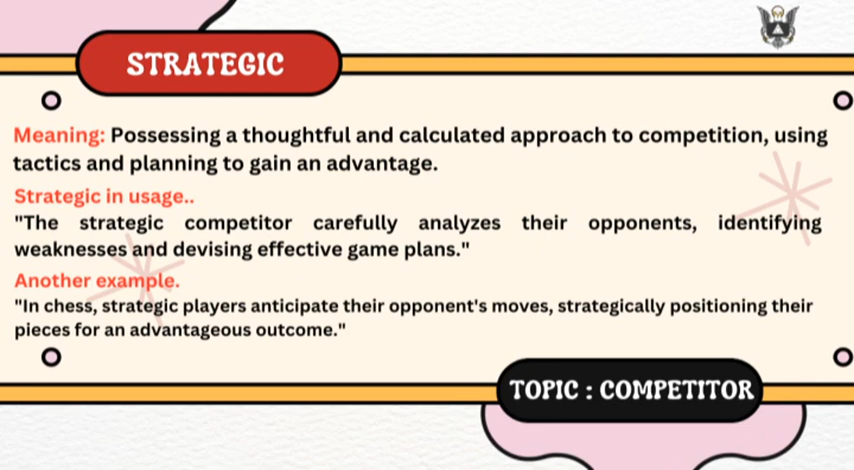 STRATEGIC
Meaning: Possessing a thoughtful and calculated approach to competition, using
tactics and planning to gain an advantage.
Strategic in usage..
"The strategic competitor carefully analyzes their opponents, identifying
weaknesses and devising effective game plans."
Another example.
"In chess, strategic players anticipate their opponent's moves, strategically positioning their
pieces for an advantageous outcome."
TOPIC : COMPETITOR